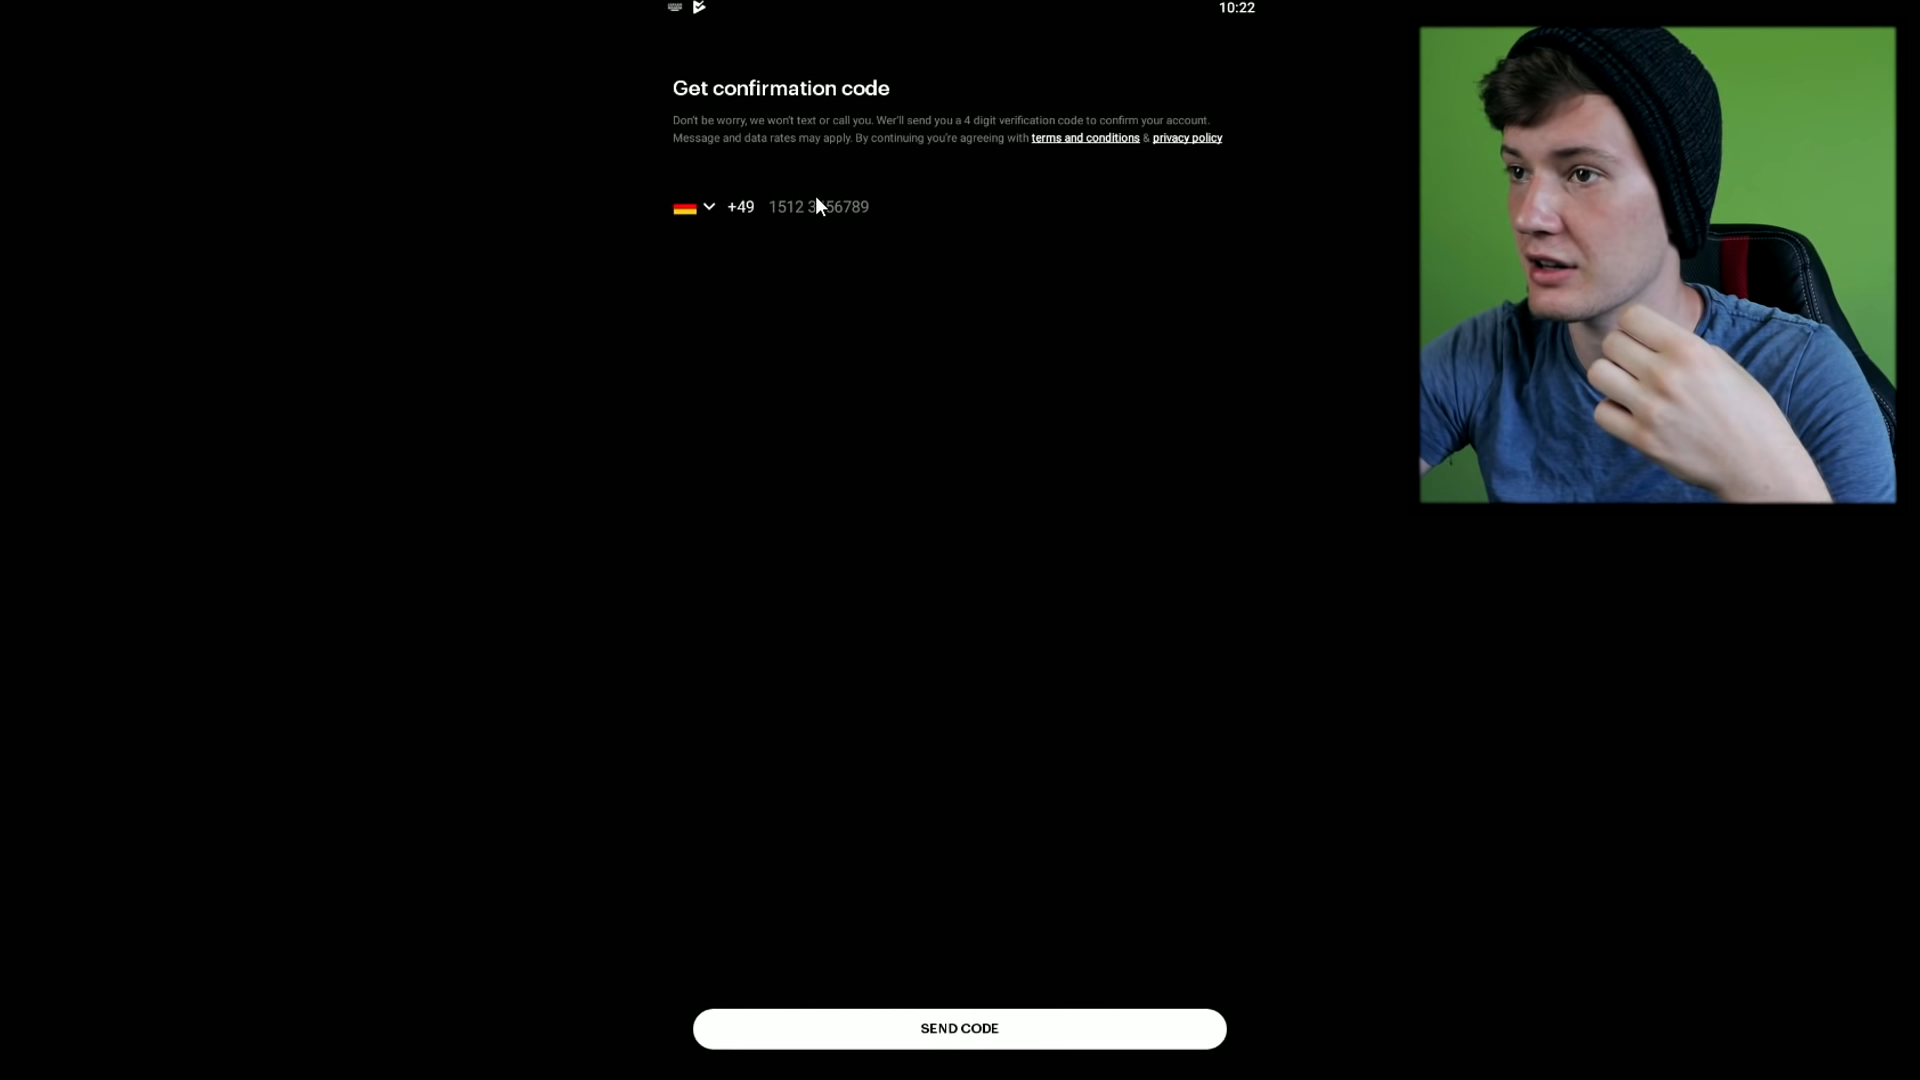 10:22
Get confirmation code
Don't be worry, we won't text or call you. Wer'll send you a 4 digit verification code to confirm your account.
Message and data rates may apply. By continuing you're agreeing with terms and conditions & privacy policy
+49 1512
SEND CODE